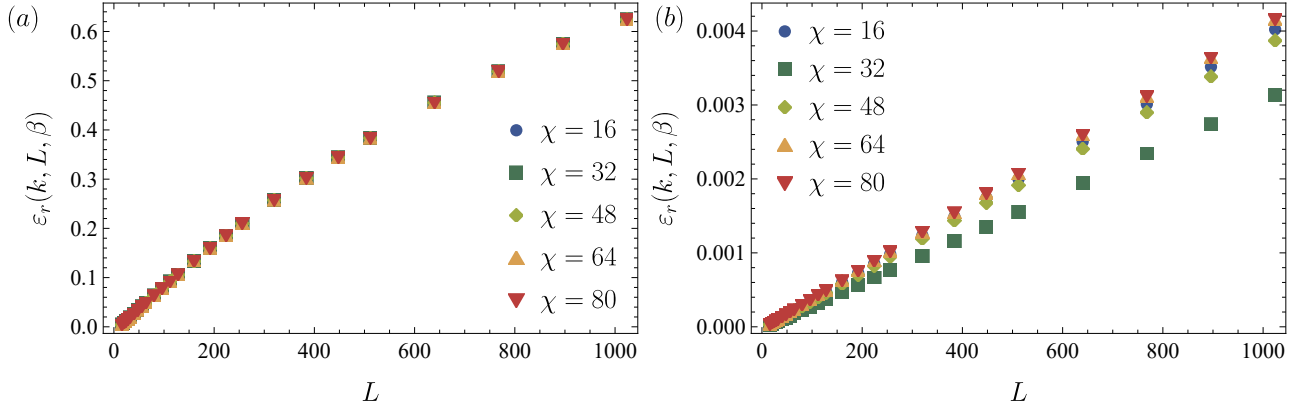 (a)
εr(k, L, β)
0.6
0.5
0.4
0.3
0.2
0.1
0.0
χ = 16
χ = 32
χ = 48
χ = 64
χ = 80
0 200 400 600 800 1000
L
(b)
εr(k, L, β)
0.004
0.003
0.002
0.001
0.000
χ = 16
χ = 32
χ = 48
χ = 64
χ = 80
0 200 400 600 800 1000
L